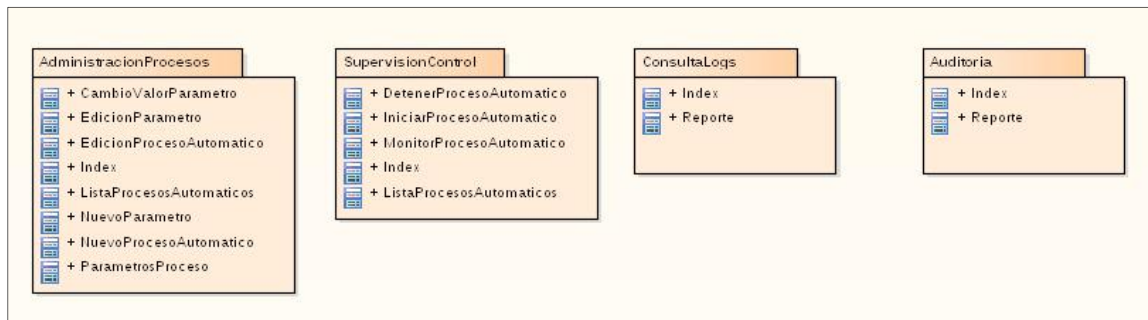 AdministracionProcesos
+ CambioValorParametro
+ EdicionParametro
+ EdicionProcesoAutomatico
+ Index
+ ListaProcesosAutomaticos
+ NuevoParametro
+ NuevoProcesoAutomatico
+ ParametrosProceso
SupervisionControl
+ DetenerProcesoAutomatico
+ IniciarProcesoAutomatico
+ MonitorProcesoAutomatico
+ Index
+ ListaProcesosAutomaticos
ConsultaLogs
+ Index
+ Reporte
Auditoria
+ Index
+ Reporte